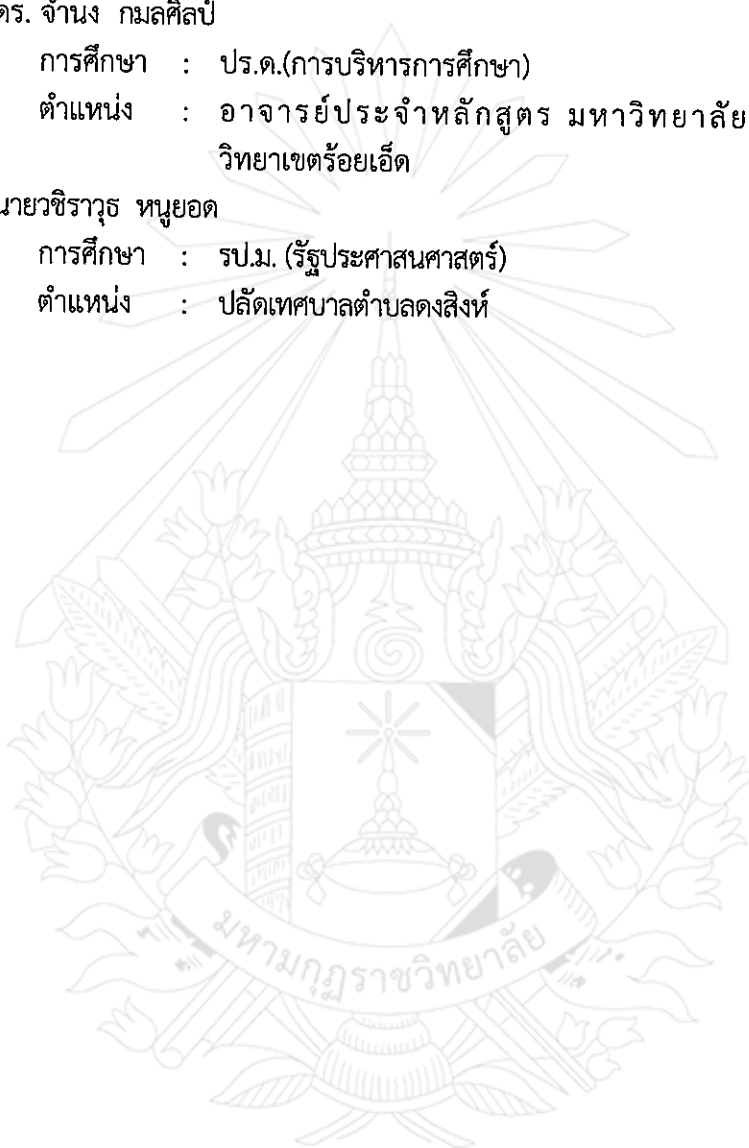 ดร. จำนง กมลศิลป์
การศึกษา : ปร.ด.(การบริหารการศึกษา)
ตำแหน่ง : อาจารย์ประจำหลักสูตร มหาวิทยาลัย
วิทยาเขตร้อยเอ็ด
นายวชิราวุธ หนูยอด
การศึกษา : รป.ม. (รัฐประศาสนศาสตร์)
ตำแหน่ง : ปลัดเทศบาลตำบลดงสิงห์
มหามกุฏราชวิทยาลัย